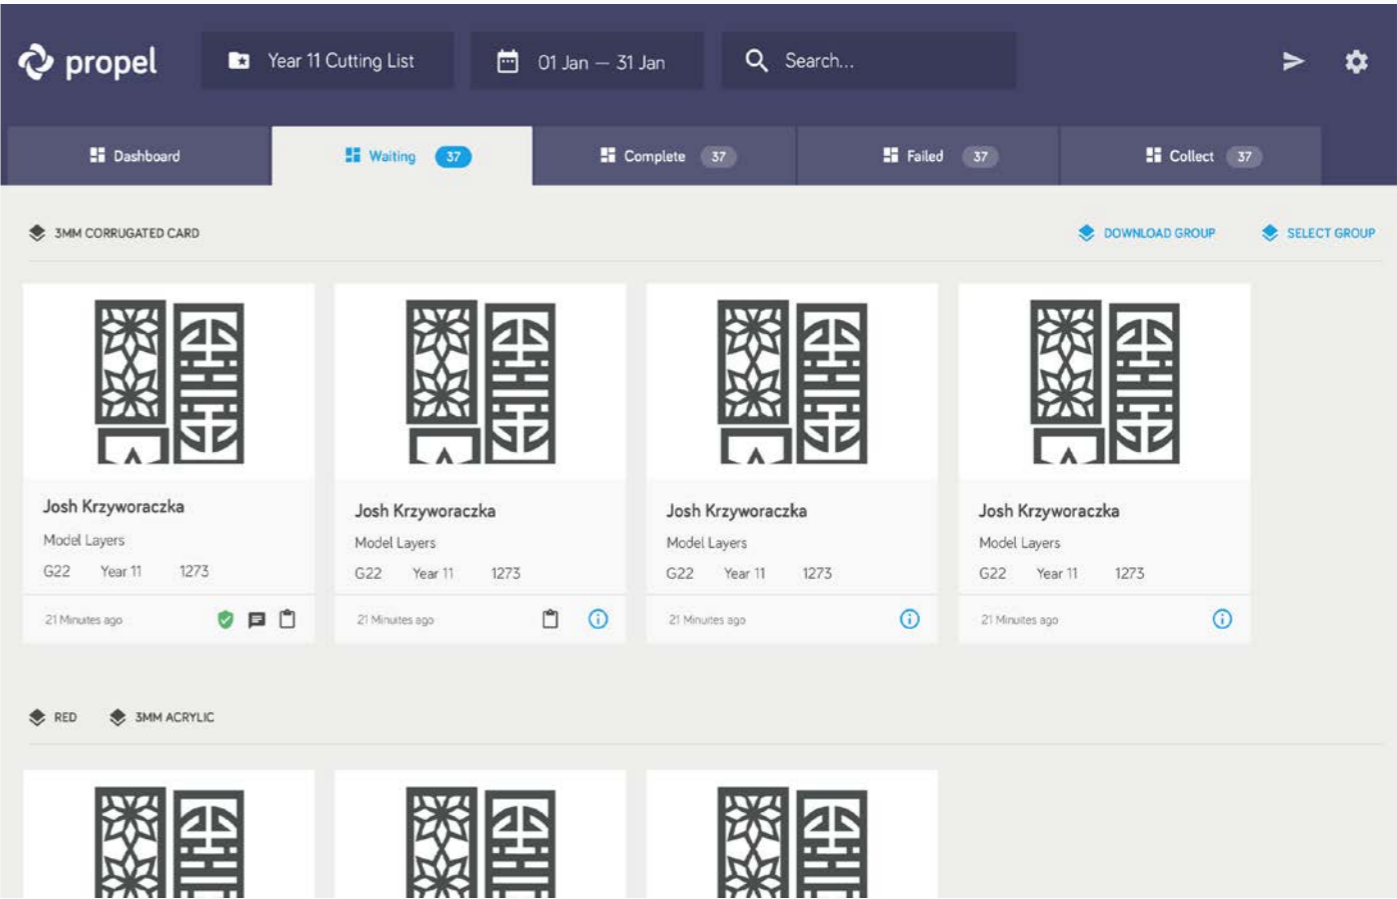 propel
Year 11 Cutting List
01 Jan — 31 Jan
Search...
Dashboard
Waiting 37
Complete 37
Failed 37
Collect 37
3MM CORRUGATED CARD
DOWNLOAD GROUP
SELECT GROUP
Josh Krzyworaczka
Model Layers
G22 Year 11 1273
21 Minutes ago
Josh Krzyworaczka
Model Layers
G22 Year 11 1273
21 Minutes ago
Josh Krzyworaczka
Model Layers
G22 Year 11 1273
21 Minutes ago
Josh Krzyworaczka
Model Layers
G22 Year 11 1273
21 Minutes ago
RED
3MM ACRYLIC